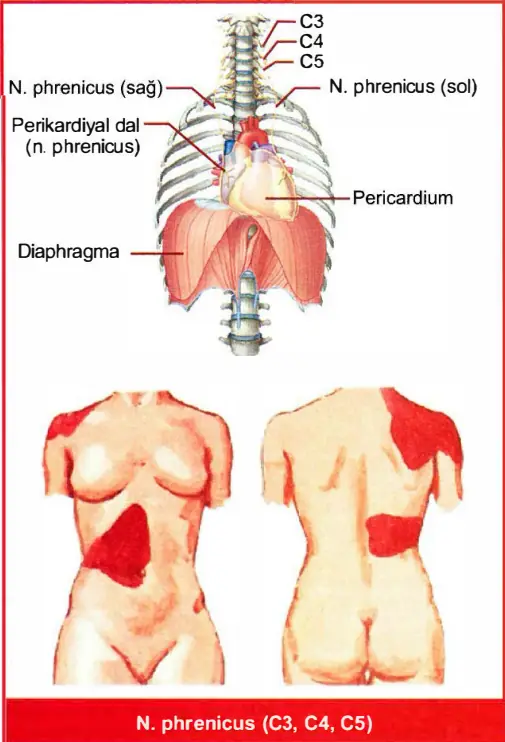 C3
C4
C5
N. phrenicus (sağ)
N. phrenicus (sol)
Perikardiyal dal
(n. phrenicus)
Pericardium
Diaphragma
N. phrenicus (C3, C4, C5)